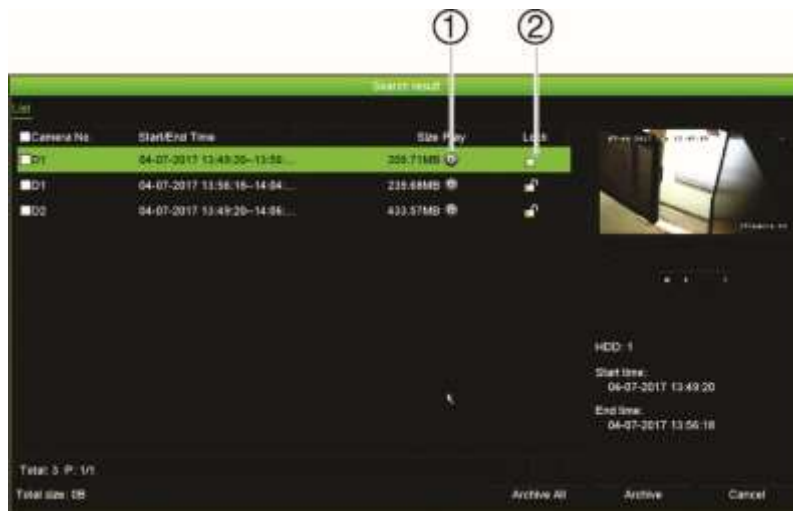 ① ②
Search result
List
Camera No. Start/End Time Size Play Lock
D1 04-07-2017 13:49:20--13:56:... 359.71MB
D1 04-07-2017 13:56:18--14:04:... 235.68MB
D2 04-07-2017 13:49:20--14:06:... 433.57MB
HDD: 1
Start time:
04-07-2017 13:49:20
End time:
04-07-2017 13:56:18
Total: 3 P: 1/1
Total size: 0B
Archive All Archive Cancel